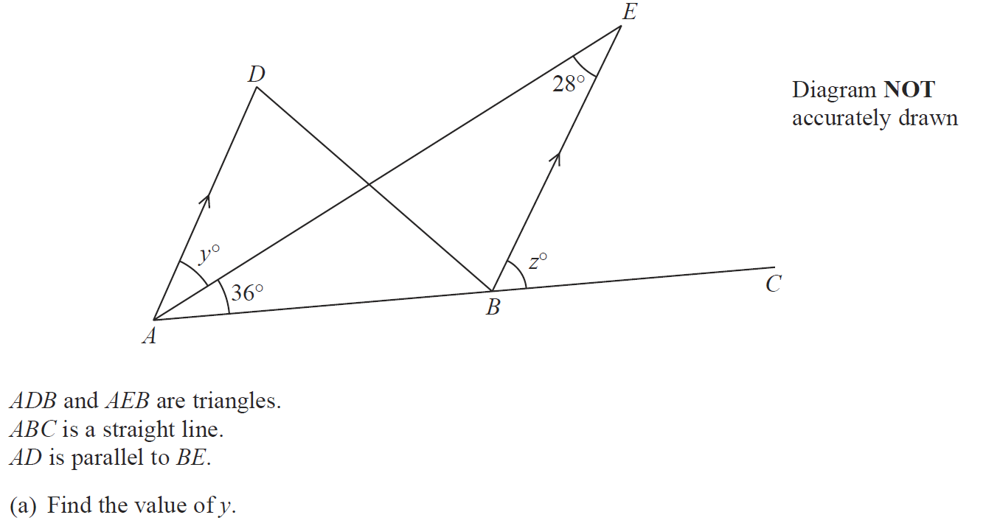 E
D
28°
Diagram NOT
accurately drawn
y°
z°
36°
C
B
A
ADB and AEB are triangles.
ABC is a straight line.
AD is parallel to BE.
(a) Find the value of y.